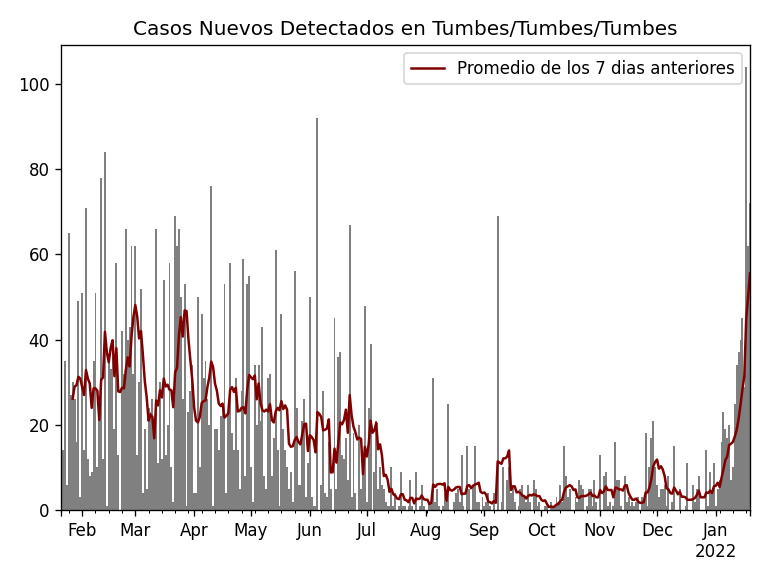 Casos Nuevos Detectados en Tumbes/Tumbes/Tumbes
Promedio de los 7 dias anteriores
100
80
60
40
20
0
Feb Mar Apr May Jun Jul Aug Sep Oct Nov Dec Jan
2022